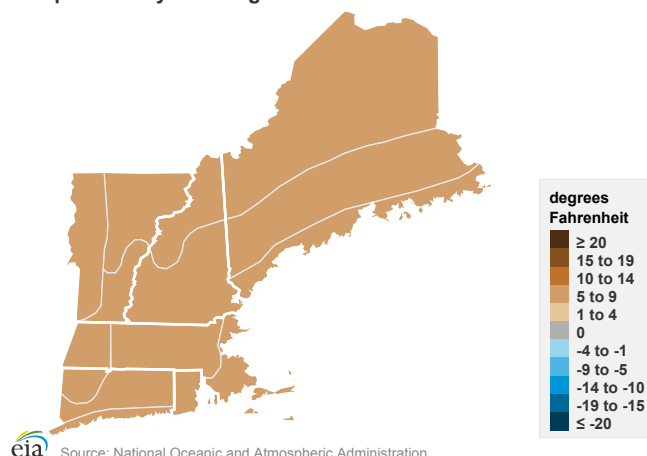 degrees
Fahrenheit
≥ 20
15 to 19
10 to 14
5 to 9
1 to 4
0
-4 to -1
-9 to -5
-14 to -10
-19 to -15
≤ -20
eia
Source: National Oceanic and Atmospheric Administration